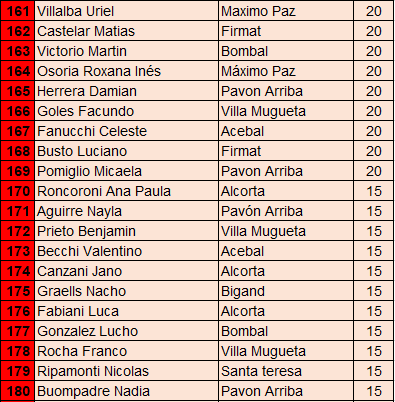 161 Villalba Uriel Maximo Paz 20
162 Castelar Matias Firmat 20
163 Victorio Martin Bombal 20
164 Osoria Roxana Inés Máximo Paz 20
165 Herrera Damian Pavon Arriba 20
166 Goles Facundo Villa Mugueta 20
167 Fanucchi Celeste Acebal 20
168 Busto Luciano Firmat 20
169 Pomiglio Micaela Pavon Arriba 20
170 Roncoroni Ana Paula Alcorta 15
171 Aguirre Nayla Pavón Arriba 15
172 Prieto Benjamin Villa Mugueta 15
173 Becchi Valentino Acebal 15
174 Canzani Jano Alcorta 15
175 Graells Nacho Bigand 15
176 Fabiani Luca Alcorta 15
177 Gonzalez Lucho Bombal 15
178 Rocha Franco Villa Mugueta 15
179 Ripamonti Nicolas Santa teresa 15
180 Buompadre Nadia Pavon Arriba 15